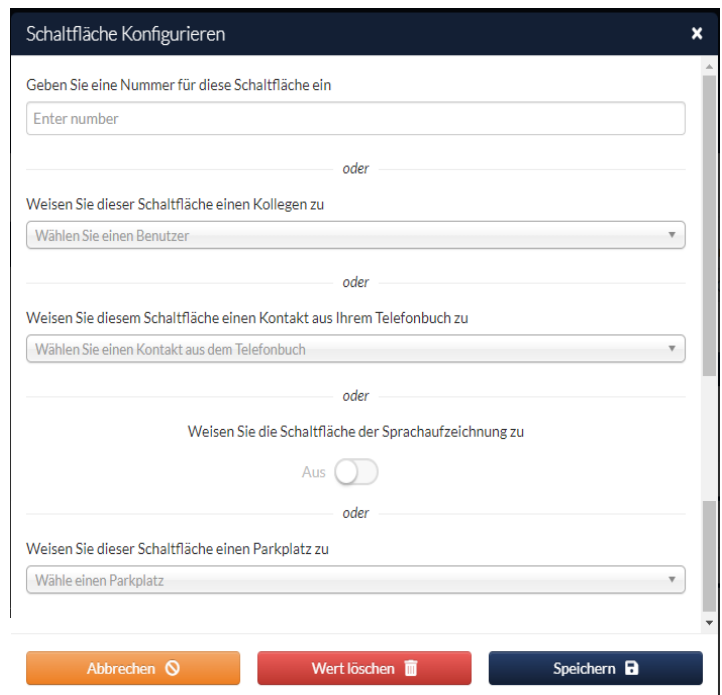 Schaltfläche Konfigurieren
Geben Sie eine Nummer für diese Schaltfläche ein
Enter number
oder
Weisen Sie dieser Schaltfläche einen Kollegen zu
Wählen Sie einen Benutzer
oder
Weisen Sie diesem Schaltfläche einen Kontakt aus Ihrem Telefonbuch zu
Wählen Sie einen Kontakt aus dem Telefonbuch
oder
Weisen Sie die Schaltfläche der Sprachaufzeichnung zu
Aus
oder
Weisen Sie dieser Schaltfläche einen Parkplatz zu
Wähle einen Parkplatz
Abbrechen Wert löschen Speichern